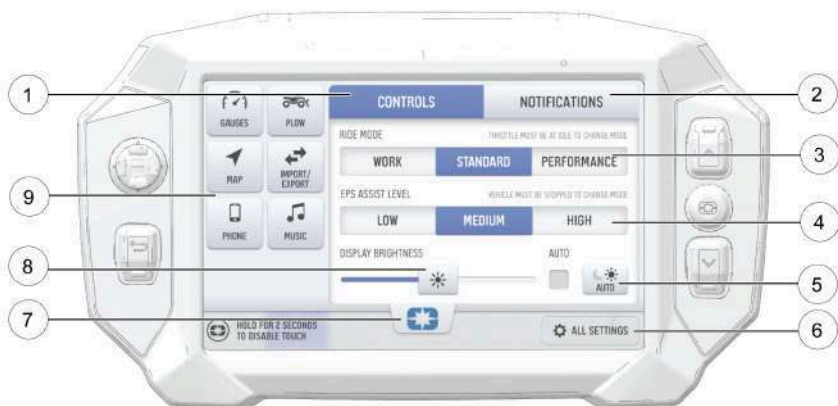 1
2
3
4
5
6
7
8
9
GAUGES
PLOW
MAP
IMPORT/
EXPORT
PHONE
MUSIC
CONTROLS
NOTIFICATIONS
RIDE MODE
THROTTLE MUST BE AT IDLE TO CHANGE MODE
WORK
STANDARD
PERFORMANCE
EPS ASSIST LEVEL
VEHICLE MUST BE STOPPED TO CHANGE MODE
LOW
MEDIUM
HIGH
DISPLAY BRIGHTNESS
AUTO
AUTO
HOLD FOR 2 SECONDS
TO DISABLE TOUCH
ALL SETTINGS